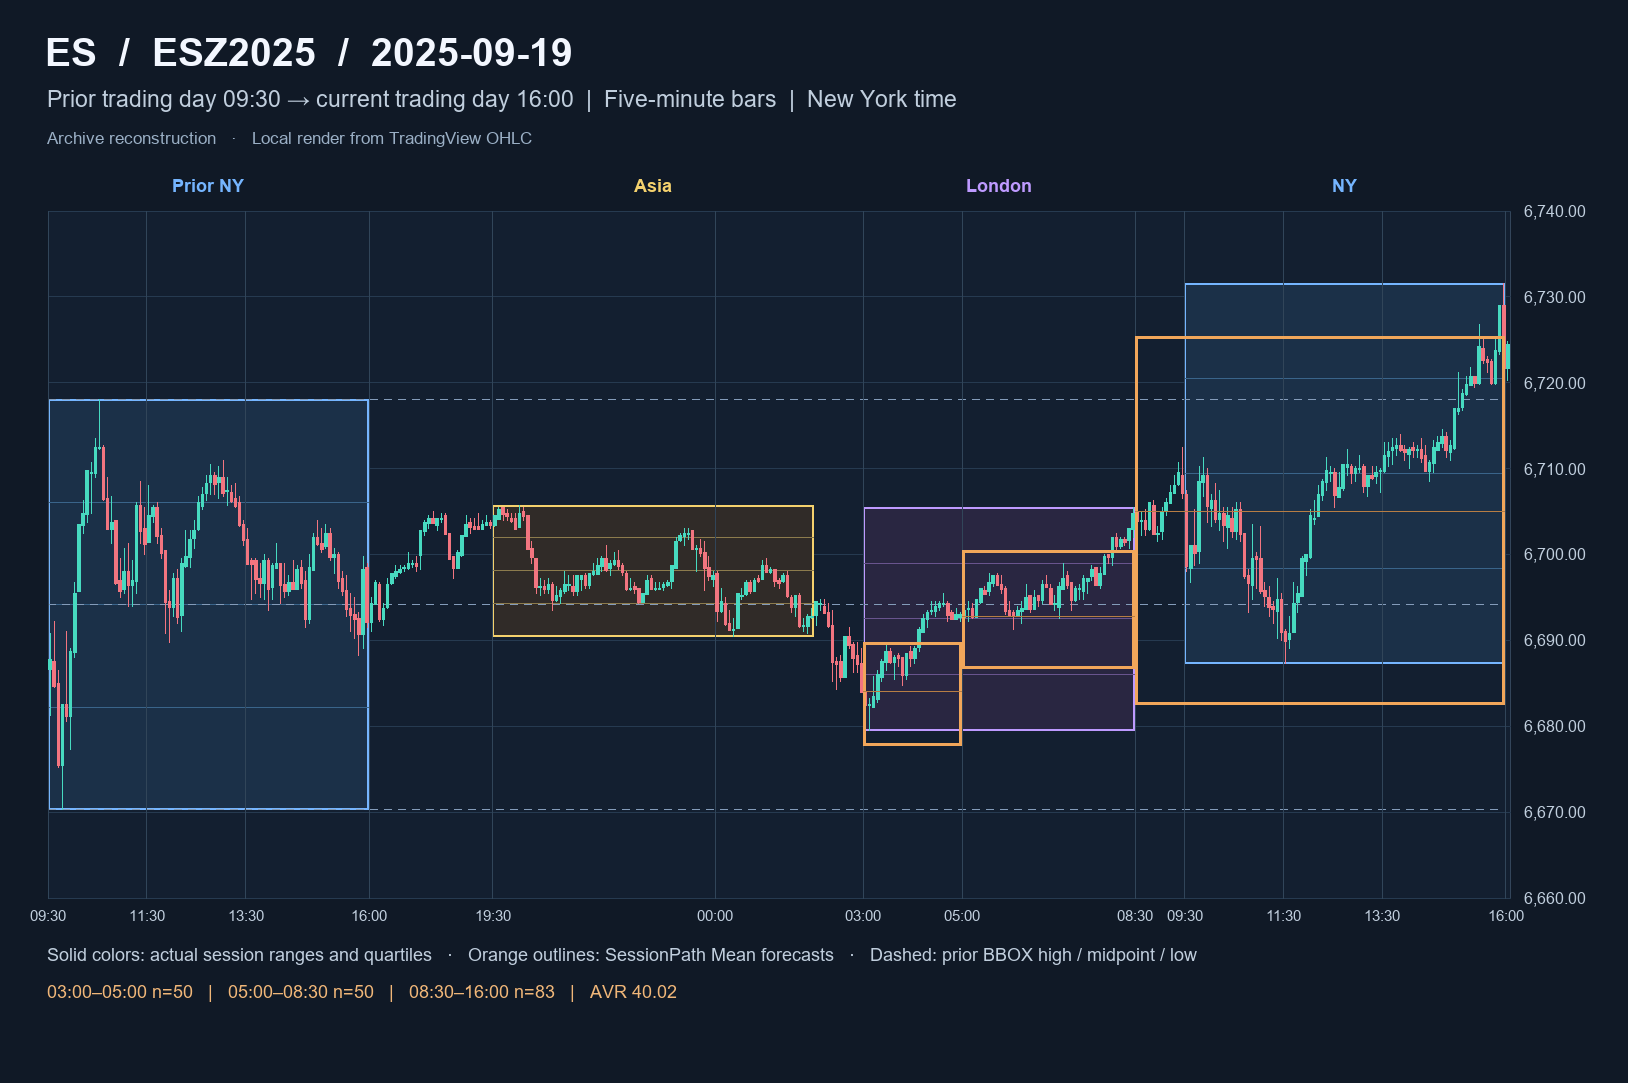 ES / ESZ2025 / 2025-09-19
Prior trading day 09:30 → current trading day 16:00 | Five-minute bars | New York time
Archive reconstruction · Local render from TradingView OHLC
Prior NY
Asia
London
NY
6,740.00
6,730.00
6,720.00
6,710.00
6,700.00
6,690.00
6,680.00
6,670.00
6,660.00
09:30 11:30 13:30 16:00 19:30 00:00 03:00 05:00 08:30 09:30 11:30 13:30 16:00
Solid colors: actual session ranges and quartiles · Orange outlines: SessionPath Mean forecasts · Dashed: prior BBOX high / midpoint / low
03:00–05:00 n=50 | 05:00–08:30 n=50 | 08:30–16:00 n=83 | AVR 40.02